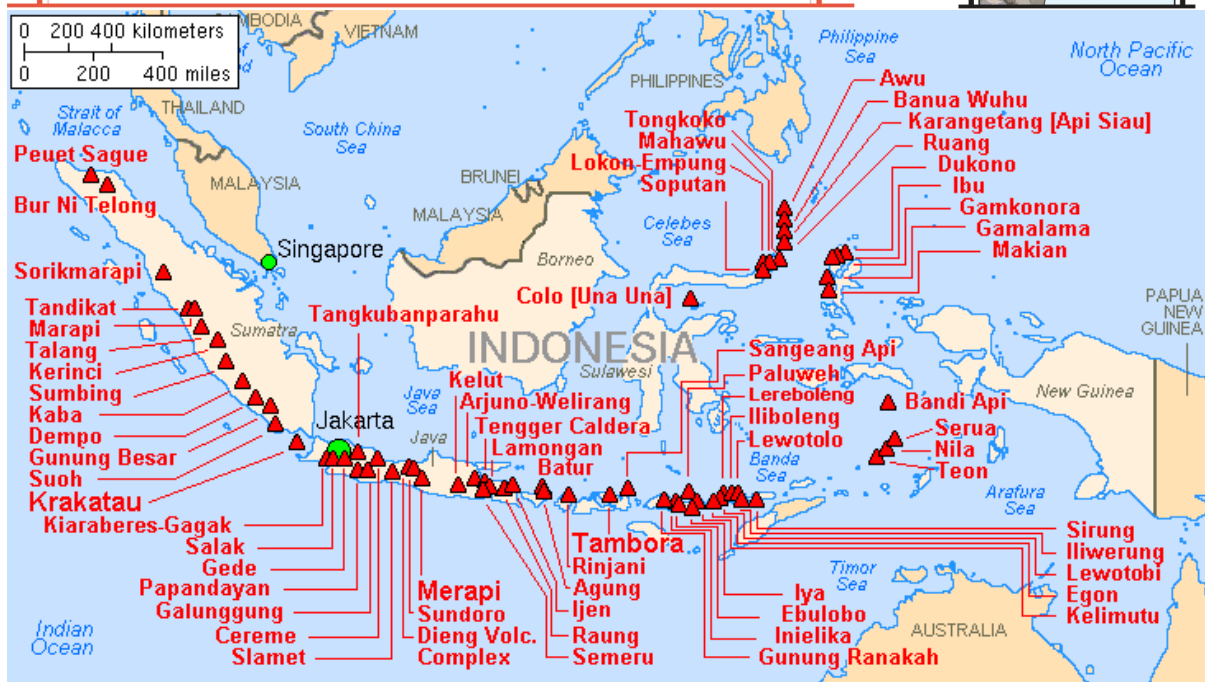 0 200 400 kilometers
0 200 400 miles
CAMBODIA
VIETNAM
THAILAND
Strait of
Malacca
South China
Sea
Philippine
Sea
North Pacific
Ocean
PHILIPPINES
MALAYSIA
BRUNEI
MALAYSIA
Celebes
Sea
Borneo
Singapore
Sumatra
INDONESIA
Sulawesi
PAPUA
NEW
GUINEA
New Guinea
Java
Sea
Jakarta
Java
Banda
Sea
Arafura
Sea
Timor
Sea
AUSTRALIA
Indian
Ocean
Peuet Sague
Bur Ni Telong
Sorikmarapi
Tandikat
Marapi
Talang
Kerinci
Sumbing
Kaba
Dempo
Gunung Besar
Suoh
Krakatau
Kiaraberes-Gagak
Salak
Gede
Papandayan
Galunggung
Cereme
Slamet
Tangkubanparahu
Merapi
Sundoro
Dieng Volc.
Complex
Kelut
Arjuno-Welirang
Tengger Caldera
Lamongan
Batur
Tambora
Rinjani
Agung
Ijen
Raung
Semeru
Tongkoko
Mahawu
Lokon-Empung
Soputan
Colo [Una Una]
Awu
Banua Wuhu
Karangetang [Api Siau]
Ruang
Dukono
Ibu
Gamkonora
Gamalama
Makian
Sangeang Api
Paluweh
Lereboleng
Iliboleng
Lewotolo
Bandi Api
Serua
Nila
Teon
Sirung
Iliwerung
Lewotobi
Egon
Kelimutu
Iya
Ebulobo
Inielika
Gunung Ranakah